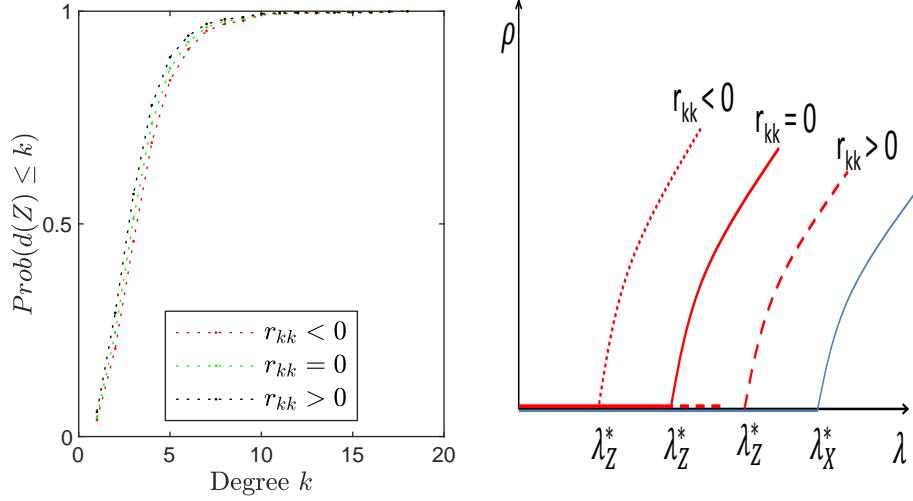 1
0.5
0
0 5 10 15 20
Prob(d(Z) ≤ k)
Degree k
r_kk < 0
r_kk = 0
r_kk > 0
ρ
r_kk < 0
r_kk = 0
r_kk > 0
λ*_Z λ*_Z λ*_Z λ*_X λ